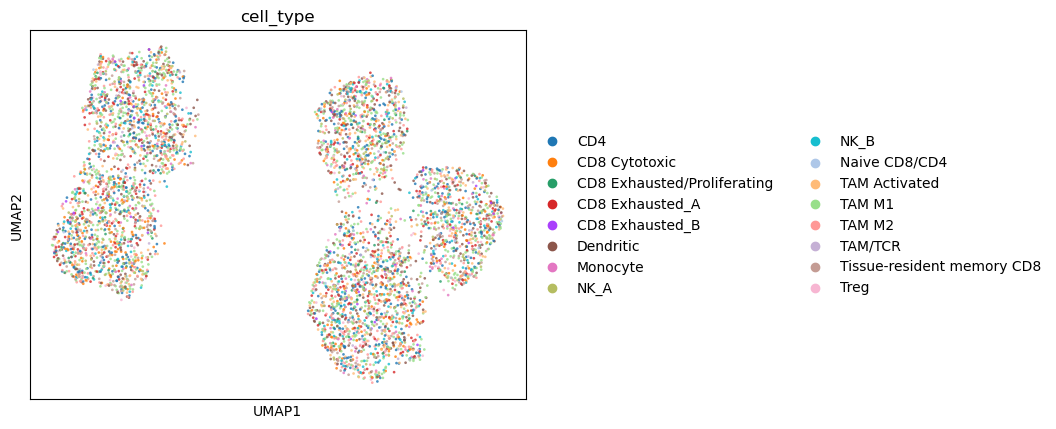 cell_type
UMAP2
UMAP1
CD4
CD8 Cytotoxic
CD8 Exhausted/Proliferating
CD8 Exhausted_A
CD8 Exhausted_B
Dendritic
Monocyte
NK_A
NK_B
Naive CD8/CD4
TAM Activated
TAM M1
TAM M2
TAM/TCR
Tissue-resident memory CD8
Treg